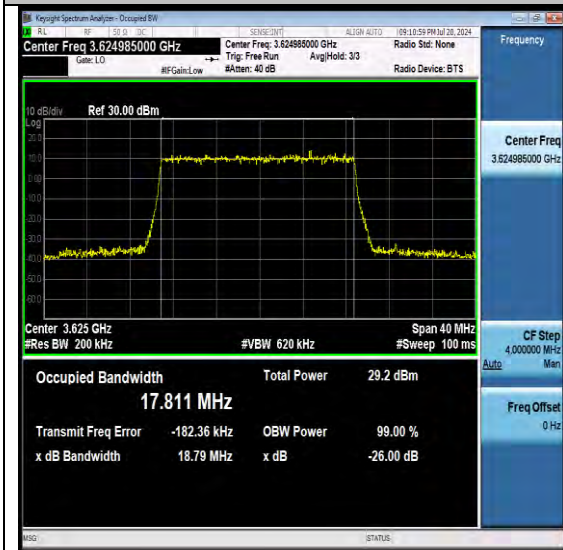 Keysight Spectrum Analyzer - Occupied BW
RL RF 50 Ω DC SENSE:INT ALIGN AUTO 09:10:59 PM Jul 20, 2024
Center Freq 3.624985000 GHz Center Freq: 3.624985000 GHz Radio Std: None Frequency
Gate: LO Trig: Free Run Avg|Hold: 3/3
#IFGain:Low #Atten: 40 dB Radio Device: BTS
10 dB/div Ref 30.00 dBm
Log
20.0
10.0
0.00
-10.0
-20.0
-30.0
-40.0
-50.0
-60.0
Center Freq
3.624985000 GHz
Center 3.625 GHz Span 40 MHz
#Res BW 200 kHz #VBW 620 kHz #Sweep 100 ms
CF Step
4.000000 MHz
Auto Man
Occupied Bandwidth Total Power 29.2 dBm
17.811 MHz
Transmit Freq Error -182.36 kHz OBW Power 99.00 %
x dB Bandwidth 18.79 MHz x dB -26.00 dB
Freq Offset
0 Hz
MSG STATUS